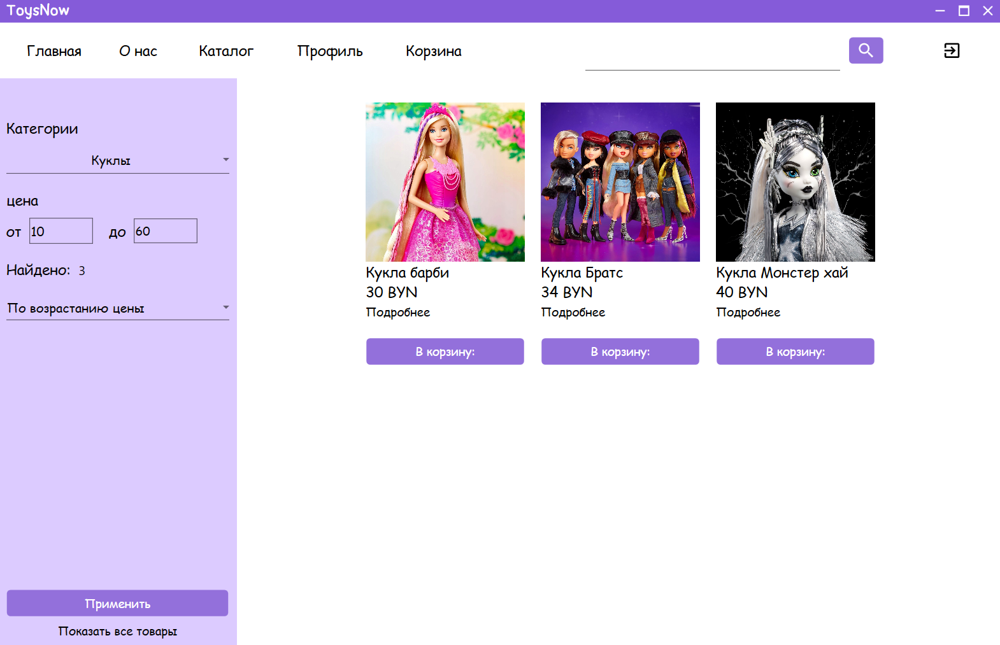 ToysNow
Главная О нас Каталог Профиль Корзина
Категории
Куклы
цена
от 10 до 60
Найдено: 3
По возрастанию цены
Применить
Показать все товары
Кукла барби
30 BYN
Подробнее
В корзину:
Кукла Братс
34 BYN
Подробнее
В корзину:
Кукла Монстер хай
40 BYN
Подробнее
В корзину: